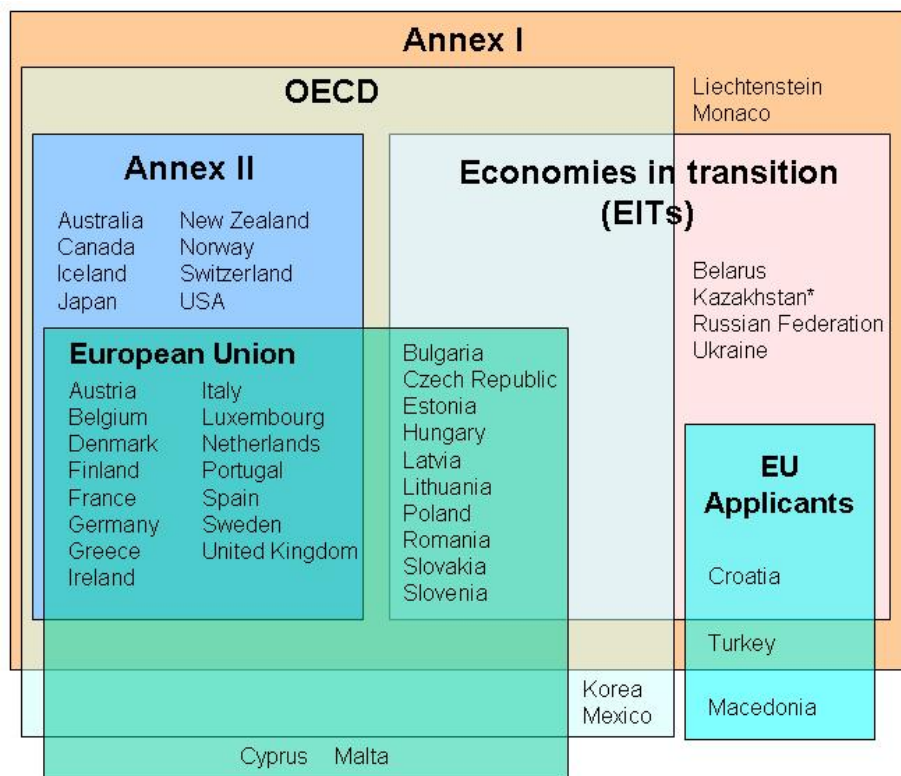 Annex I
OECD
Liechtenstein
Monaco
Annex II
Economies in transition
(EITs)
Australia New Zealand
Canada Norway
Iceland Switzerland
Japan USA
Belarus
Kazakhstan*
Russian Federation
Ukraine
European Union
Austria Italy
Belgium Luxembourg
Denmark Netherlands
Finland Portugal
France Spain
Germany Sweden
Greece United Kingdom
Ireland
Bulgaria
Czech Republic
Estonia
Hungary
Latvia
Lithuania
Poland
Romania
Slovakia
Slovenia
EU
Applicants
Croatia
Turkey
Macedonia
Korea
Mexico
Cyprus Malta